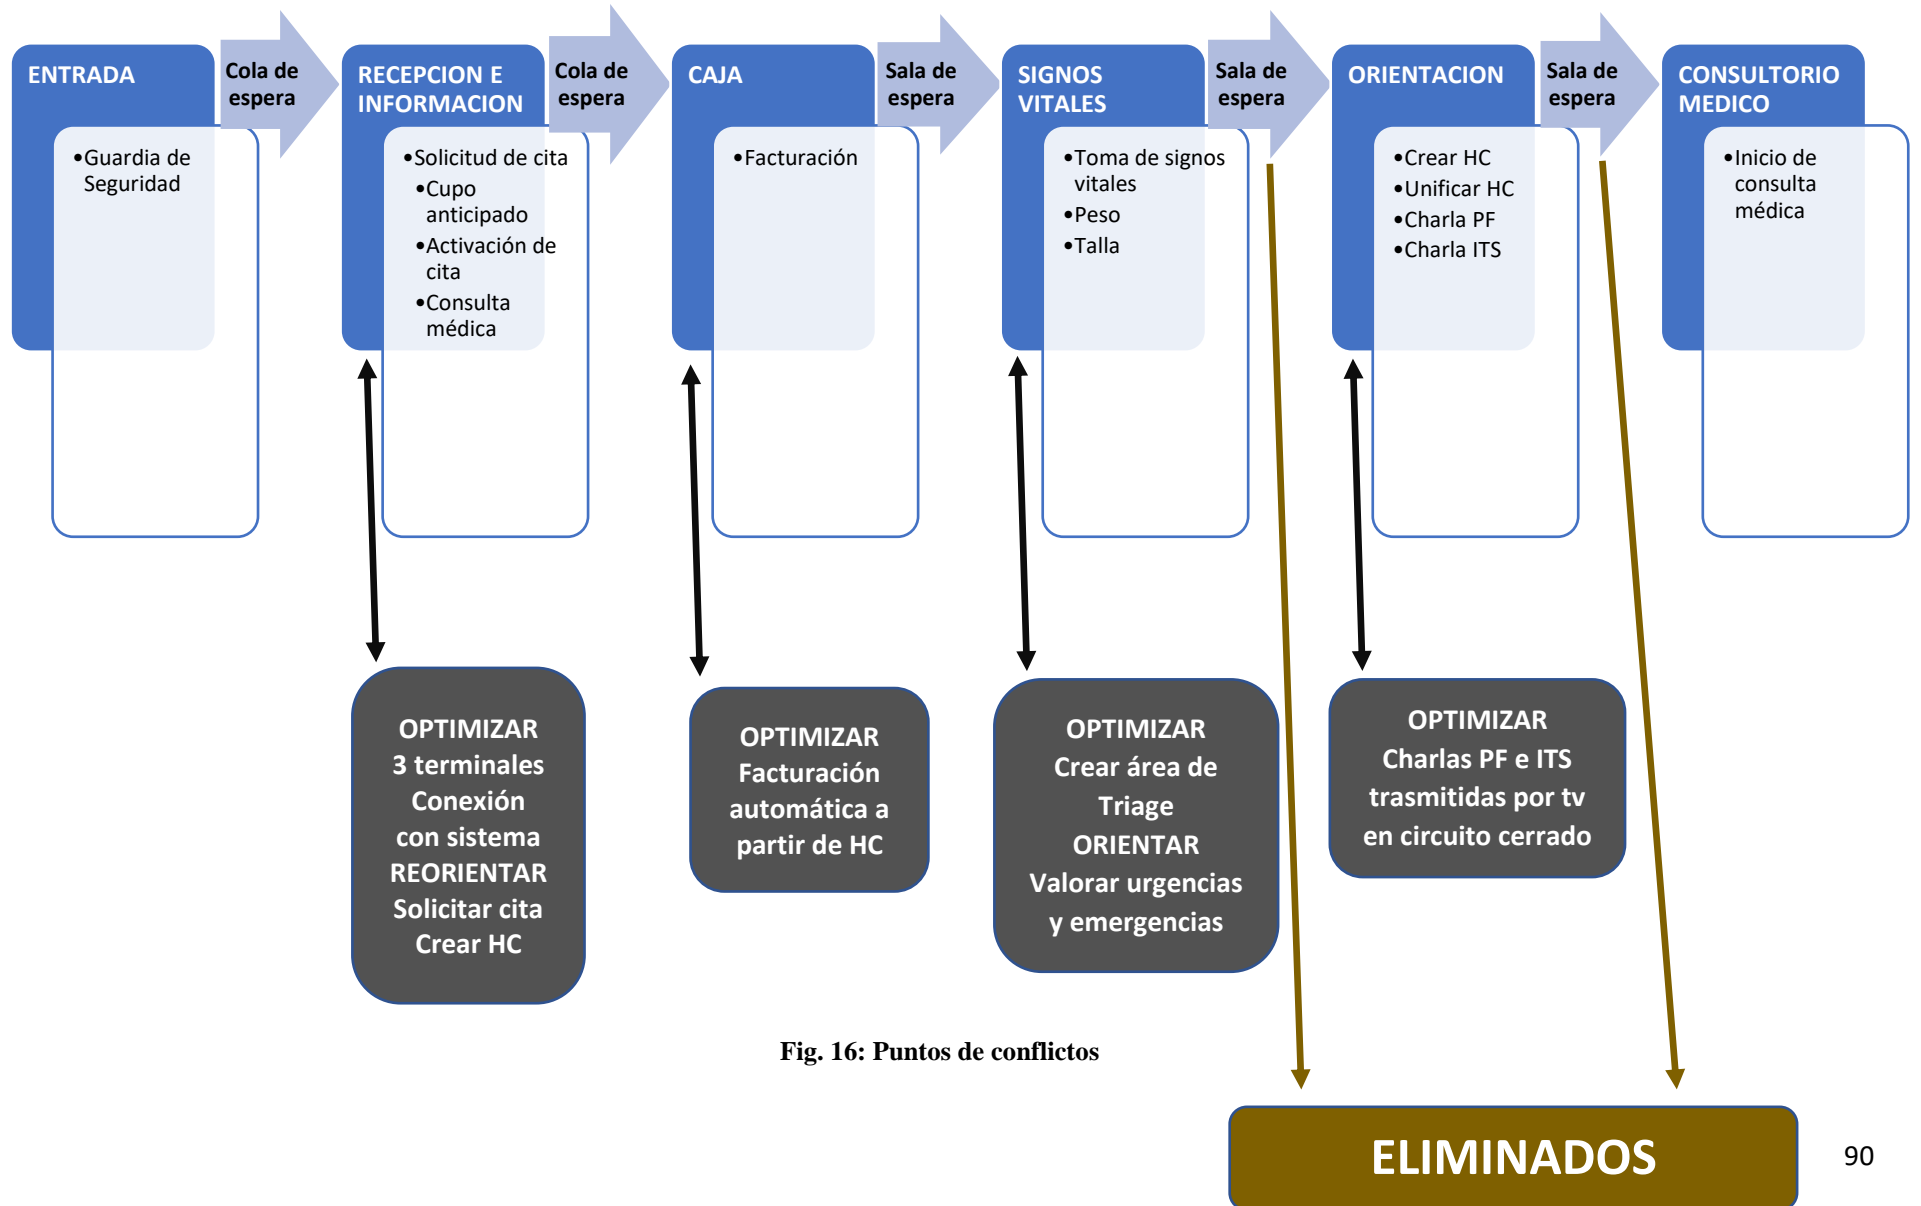 ENTRADA
•Guardia de
Seguridad
Cola de
espera
RECEPCION E
INFORMACION
•Solicitud de cita
•Cupo
anticipado
•Activación de
cita
•Consulta
médica
Cola de
espera
CAJA
•Facturación
Sala de
espera
SIGNOS
VITALES
•Toma de signos
vitales
•Peso
•Talla
Sala de
espera
ORIENTACION
•Crear HC
•Unificar HC
•Charla PF
•Charla ITS
Sala de
espera
CONSULTORIO
MEDICO
•Inicio de
consulta
médica
OPTIMIZAR
3 terminales
Conexión
con sistema
REORIENTAR
Solicitar cita
Crear HC
OPTIMIZAR
Facturación
automática a
partir de HC
OPTIMIZAR
Crear área de
Triage
ORIENTAR
Valorar urgencias
y emergencias
OPTIMIZAR
Charlas PF e ITS
trasmitidas por tv
en circuito cerrado
Fig. 16: Puntos de conflictos
ELIMINADOS
90